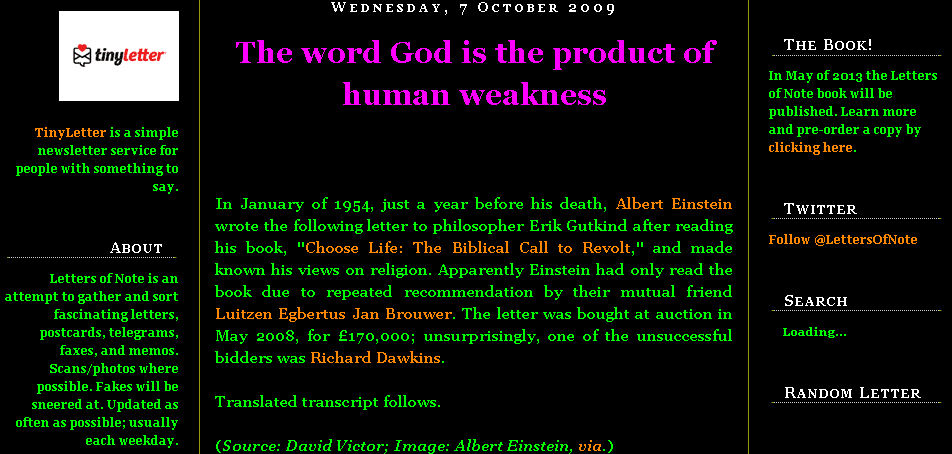 tinyletter
TinyLetter is a simple
newsletter service for
people with something to
say.
About
Letters of Note is an
attempt to gather and sort
fascinating letters,
postcards, telegrams,
faxes, and memos.
Scans/photos where
possible. Fakes will be
sneered at. Updated as
often as possible; usually
each weekday.
Wednesday, 7 October 2009
The word God is the product of
human weakness
In January of 1954, just a year before his death, Albert Einstein
wrote the following letter to philosopher Erik Gutkind after reading
his book, "Choose Life: The Biblical Call to Revolt," and made
known his views on religion. Apparently Einstein had only read the
book due to repeated recommendation by their mutual friend
Luitzen Egbertus Jan Brouwer. The letter was bought at auction in
May 2008, for £170,000; unsurprisingly, one of the unsuccessful
bidders was Richard Dawkins.
Translated transcript follows.
(Source: David Victor; Image: Albert Einstein, via.)
The Book!
In May of 2013 the Letters
of Note book will be
published. Learn more
and pre-order a copy by
clicking here.
Twitter
Follow @LettersOfNote
Search
Loading...
Random Letter